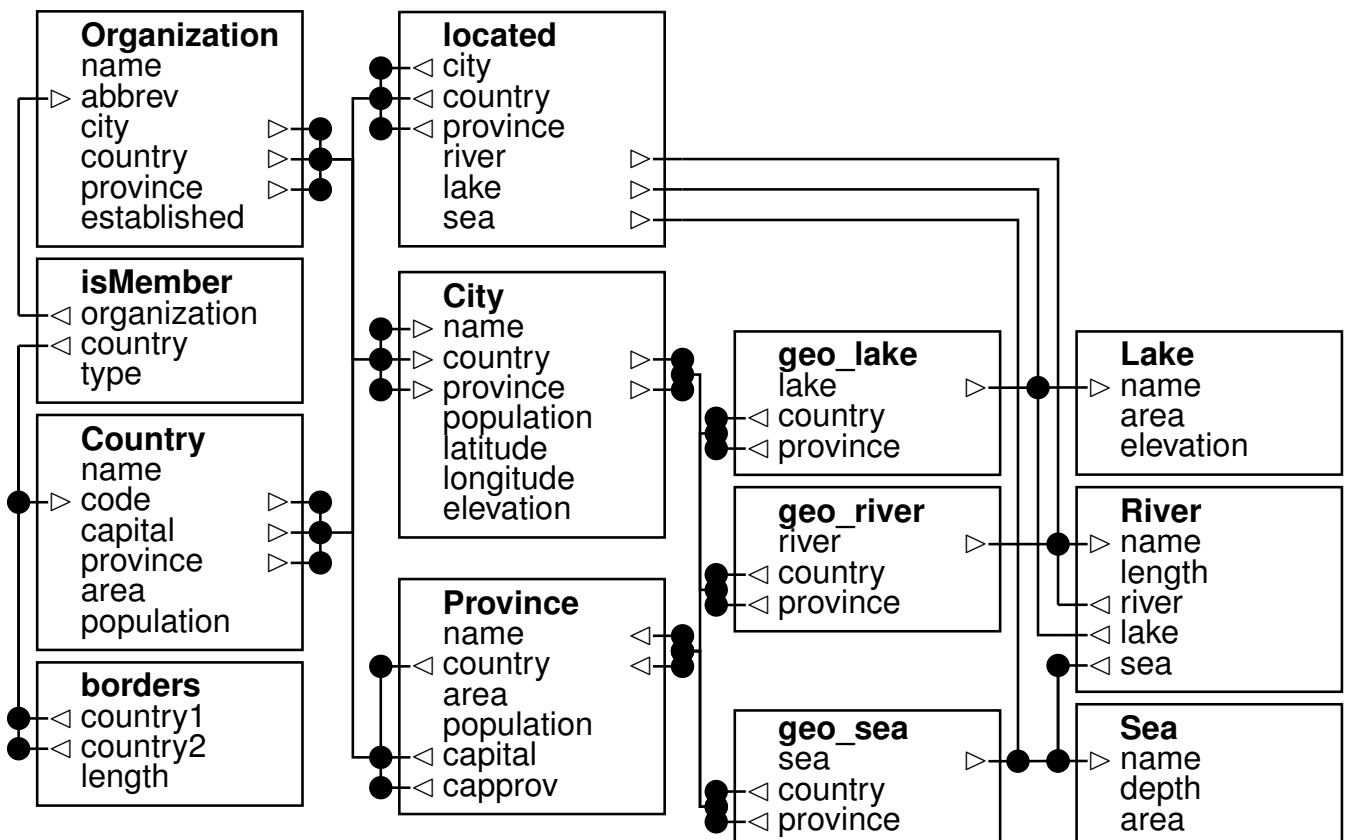 Organization
name
abbrev
city
country
province
established
isMember
organization
country
type
Country
name
code
capital
province
area
population
borders
country1
country2
length
located
city
country
province
river
lake
sea
City
name
country
province
population
latitude
longitude
elevation
Province
name
country
area
population
capital
capprov
geo_lake
lake
country
province
geo_river
river
country
province
geo_sea
sea
country
province
Lake
name
area
elevation
River
name
length
river
lake
sea
Sea
name
depth
area